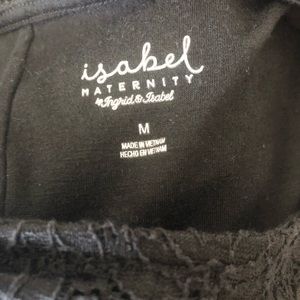 isabel
MATERNITY
by Ingrid & Isabel
M
MADE IN VIETNAM
HECHO EN VIETNAM